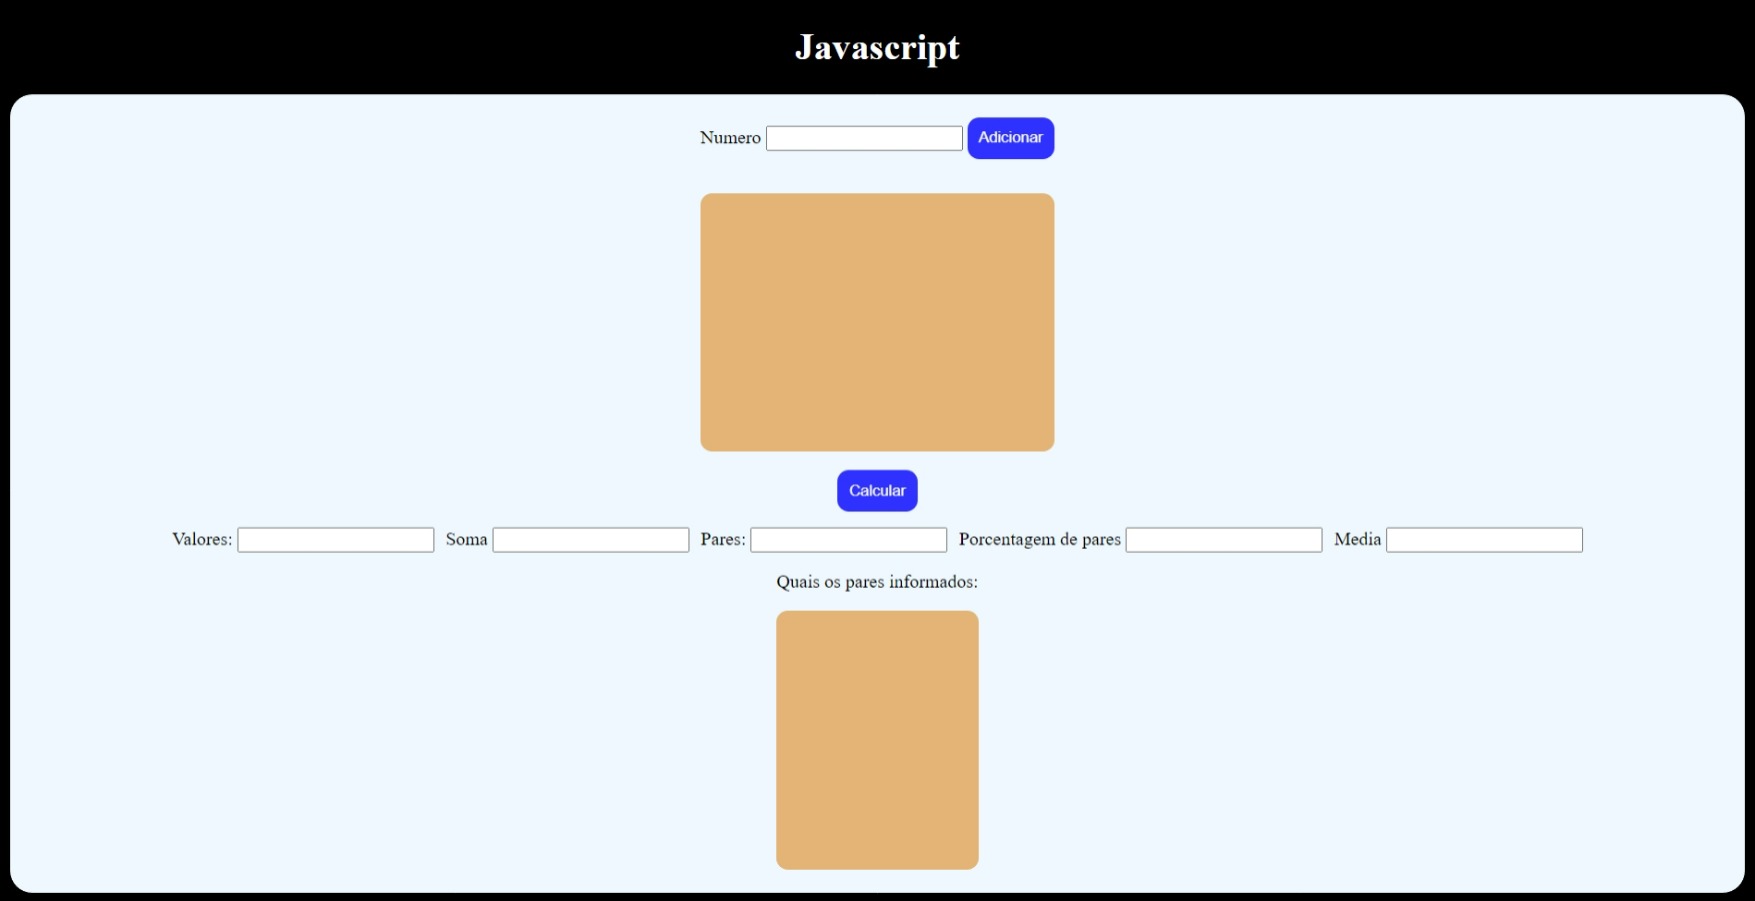 Javascript
Numero Adicionar
Calcular
Valores: Soma Pares: Porcentagem de pares Media
Quais os pares informados: